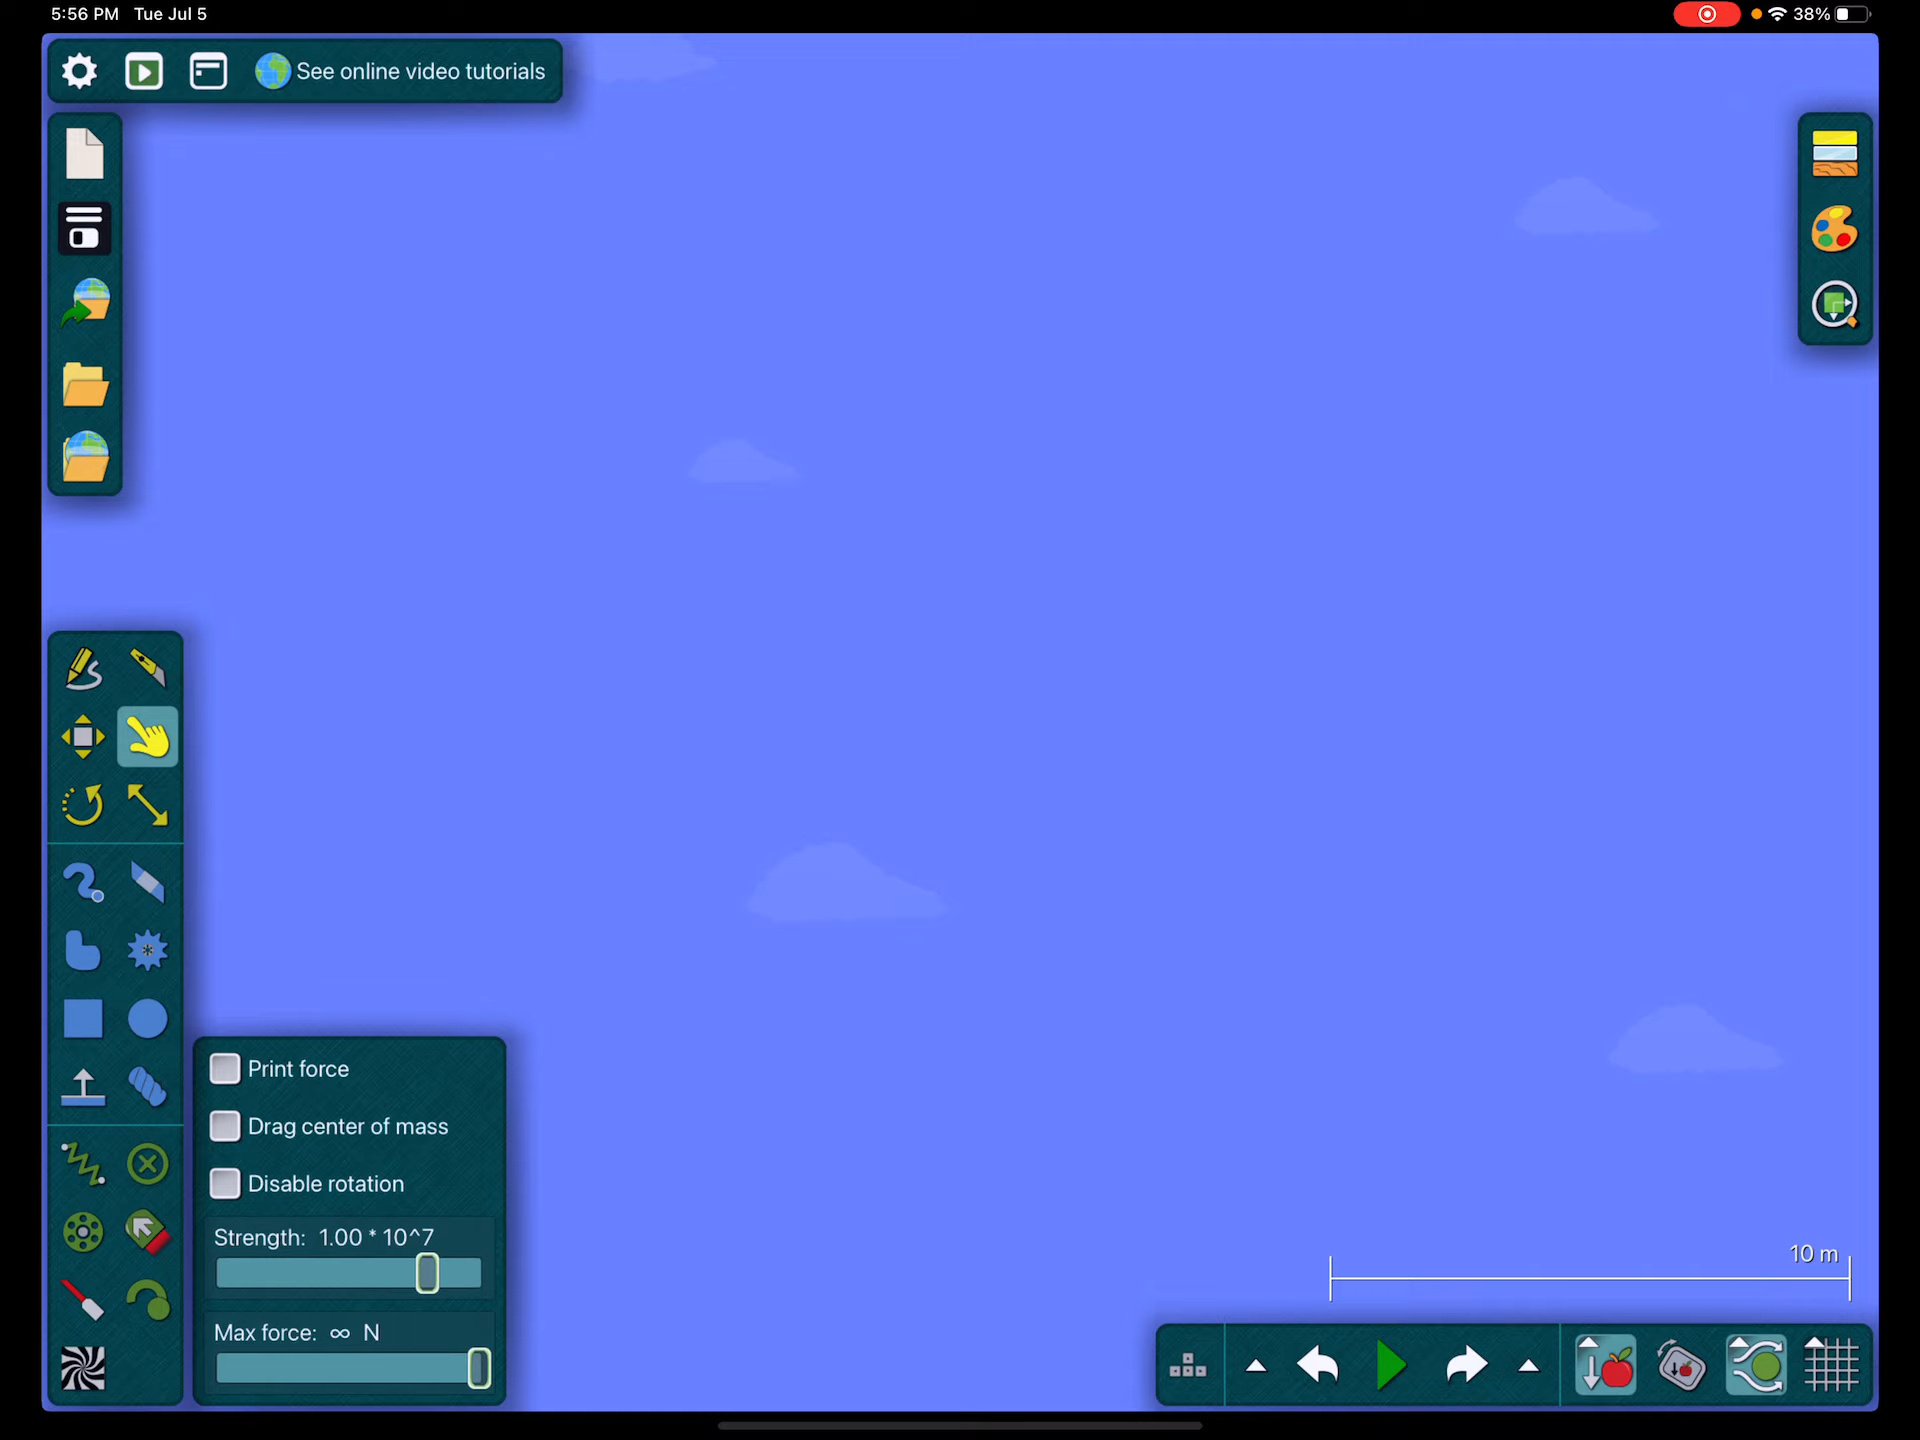 5:56 PM Tue Jul 5
38%
See online video tutorials
Print force
Drag center of mass
Disable rotation
Strength: 1.00 * 10^7
Max force: ∞ N
10 m